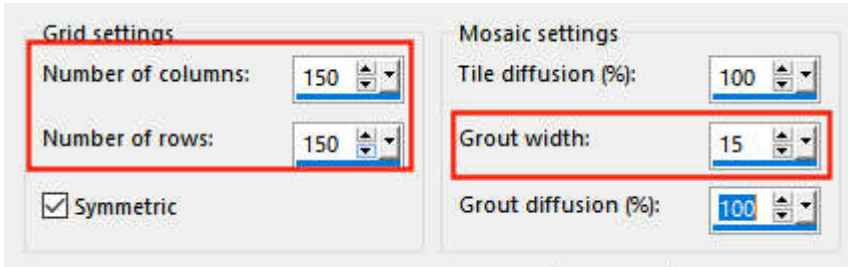 Grid settings
Number of columns: 150
Number of rows: 150
Symmetric
Mosaic settings
Tile diffusion (%): 100
Grout width: 15
Grout diffusion (%): 100